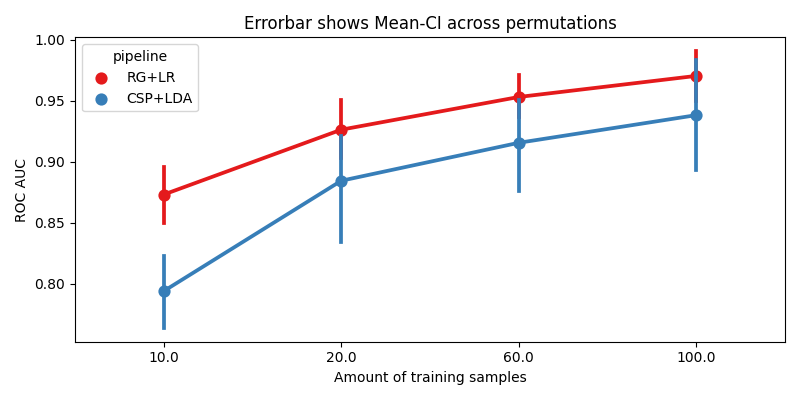 Errorbar shows Mean-CI across permutations
pipeline
RG+LR
CSP+LDA
ROC AUC
1.00
0.95
0.90
0.85
0.80
10.0
20.0
60.0
100.0
Amount of training samples